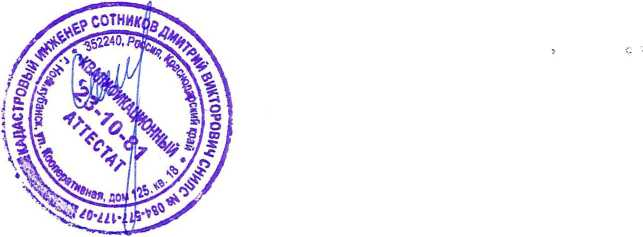 КАДАСТРОВЫЙ ИНЖЕНЕР СОТНИКОВ ДМИТРИЙ ВИКТОРОВИЧ СНИЛС № 084-577-177-07
352240, Россия, Краснодарский край * г. Новокубанск, ул. Кооперативная, дом 125, кв. 18 *
КВАЛИФИКАЦИОННЫЙ
23-10-81
АТТЕСТАТ